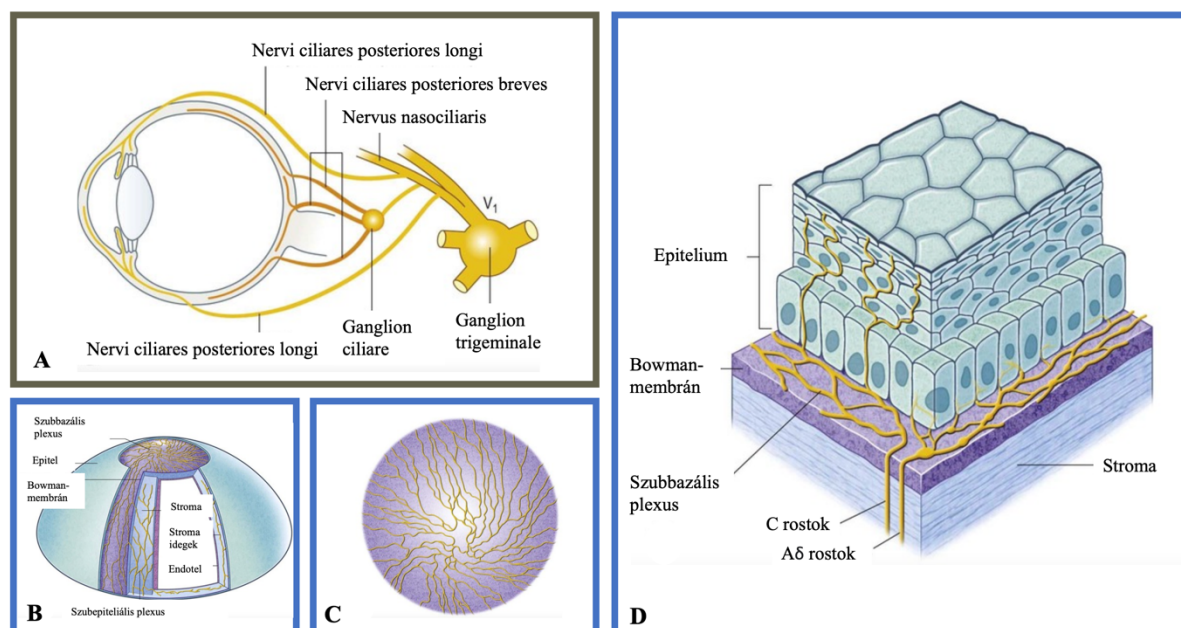 Nervi ciliares posteriores longi
Nervi ciliares posteriores breves
Nervus nasociliaris
V1
Nervi ciliares posteriores longi
Ganglion
ciliare
Ganglion
trigeminale
A
Szubbazális
plexus
Epitel
Bowman-
membrán
Stroma
Stroma
idegek
Endotel
Szubepiteliális plexus
B
C
Epitelium
Bowman-
membrán
Szubbazális
plexus
Stroma
C rostok
Aδ rostok
D